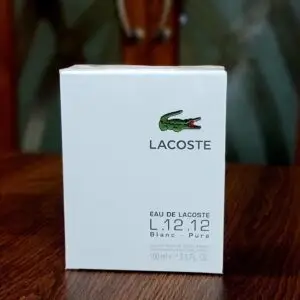 LACOSTE
EAU DE LACOSTE
L.12.12
Blanc - Pure